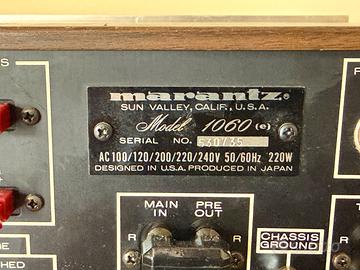 marantz®
SUN VALLEY, CALIF., U.S.A.
Model 1060 (e)
SERIAL NO.
AC 100/120/200/220/240V 50/60Hz 220W
DESIGNED IN U.S.A. PRODUCED IN JAPAN
MAIN IN
PRE OUT
R
R
CHASSIS GROUND
R